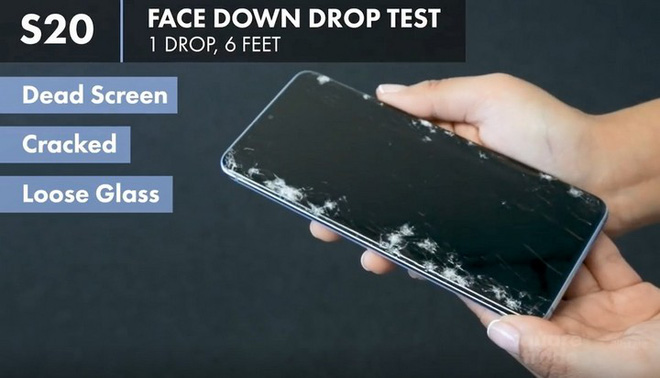 S20
FACE DOWN DROP TEST
1 DROP, 6 FEET
Dead Screen
Cracked
Loose Glass